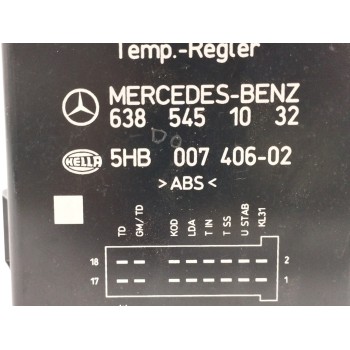 Temp.-Regler
MERCEDES-BENZ
638 545 10 32
HELLA 5HB 007 406-02
>ABS<
TD GM/TD KOD LDA T IN T SS U STAB KL31
18 2
17 1